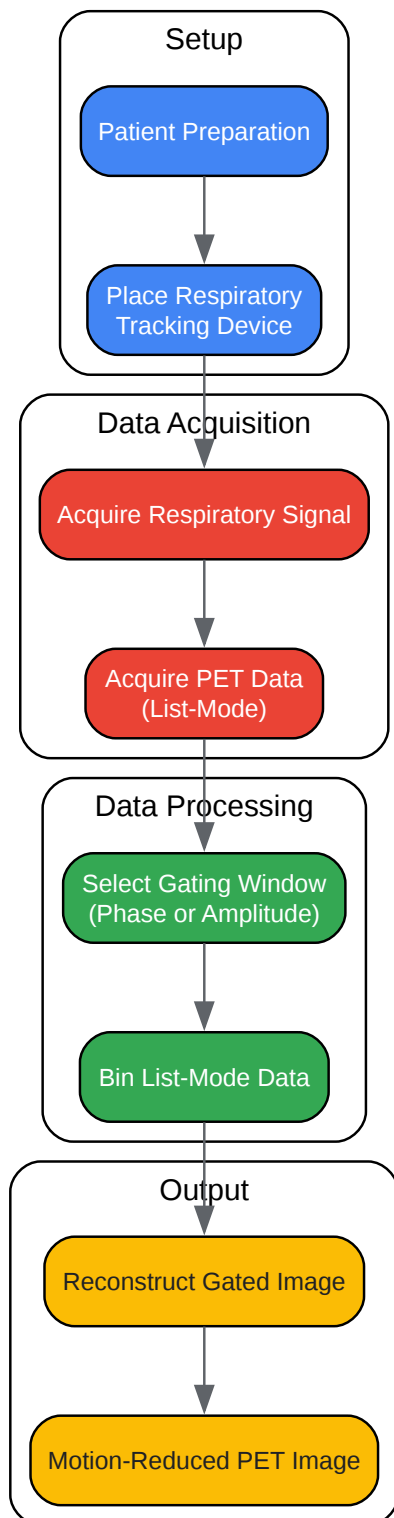 Setup
Patient Preparation
Place Respiratory
Tracking Device
Data Acquisition
Acquire Respiratory Signal
Acquire PET Data
(List-Mode)
Data Processing
Select Gating Window
(Phase or Amplitude)
Bin List-Mode Data
Output
Reconstruct Gated Image
Motion-Reduced PET Image